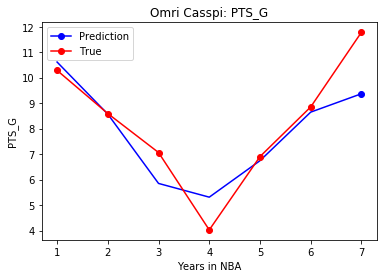 Omri Casspi: PTS_G
Prediction
True
PTS_G
12
11
10
9
8
7
6
5
4
1 2 3 4 5 6 7
Years in NBA